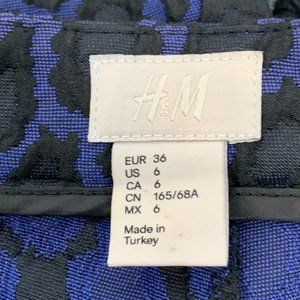 H&M
EUR 36
US 6
CA 6
CN 165/68A
MX 6
Made in
Turkey